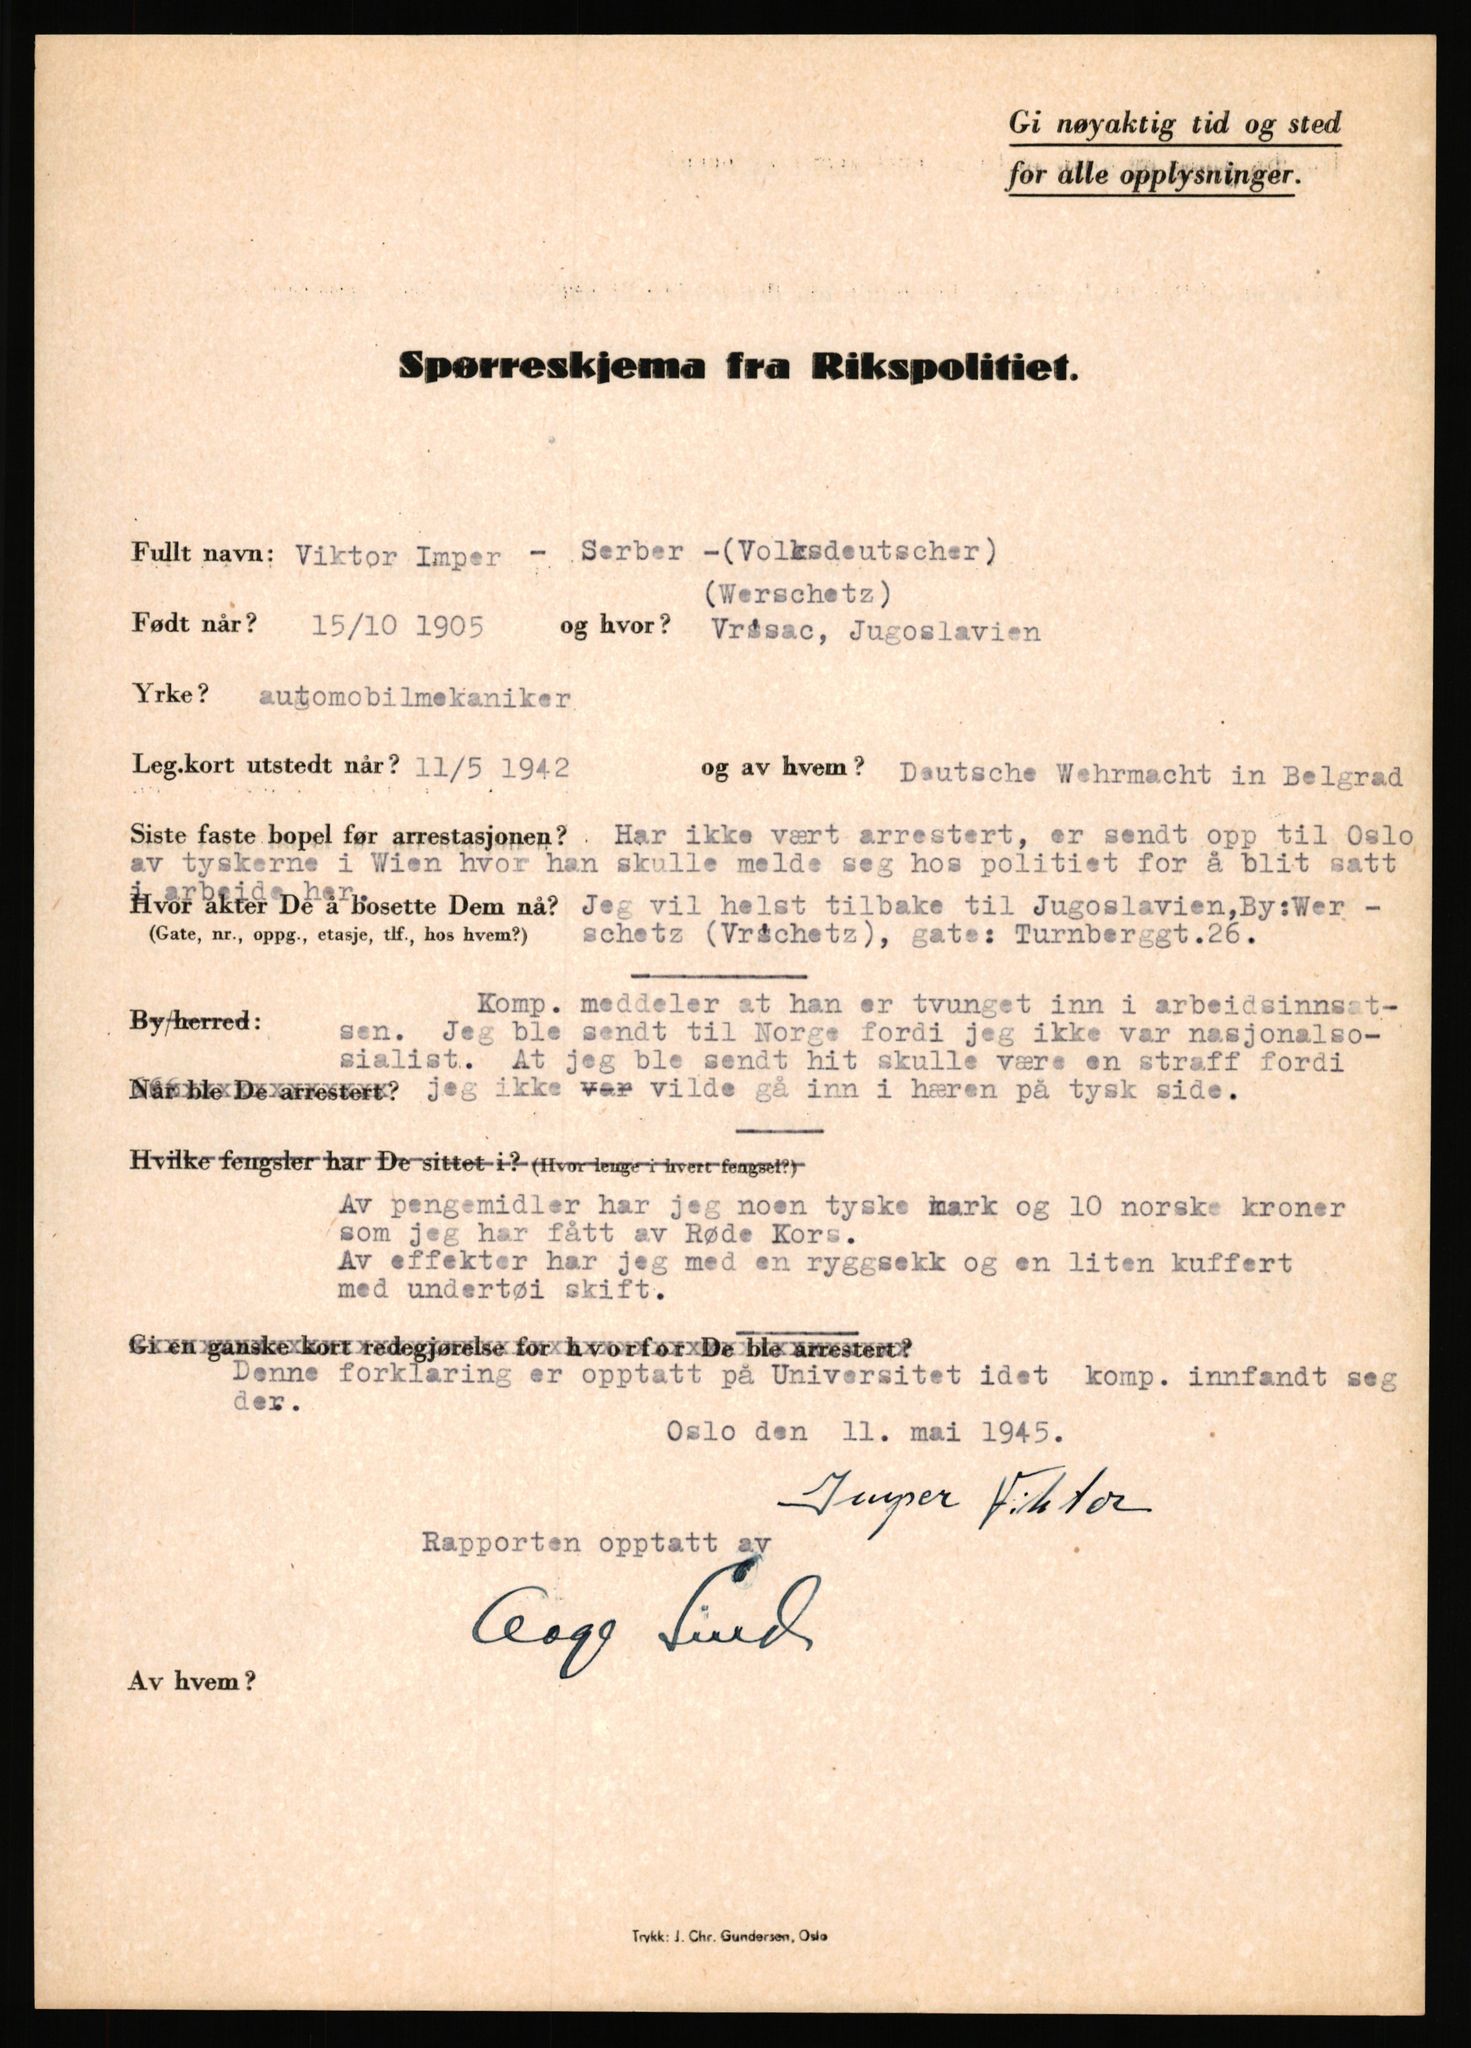 Gi nøyaktig tid og sted
for alle opplysninger.
Spørreskjema fra Rikspolitiet.
Fullt navn: Viktor Imper - Serber -(Volksdeutscher)
(Werschetz)
Født når? 15/10 1905 og hvor? Vrisac, Jugoslavien
Yrke? automobilmekaniker
Leg.kort utstedt når? 11/5 1942 og av hvem? Deutsche Wehrmacht in Belgrad
Siste faste bopel før arrestasjonen? Har ikke vært arrestert, er sendt opp til Oslo
av tyskerne i Wien hvor han skulle melde seg hos politiet for å blit satt
i arbeide her.
Hvor akter De å bosette Dem nå? Jeg vil helst tilbake til Jugoslavien,By:Wer -
(Gate, nr., oppg., etasje, tlf., hos hvem?) schetz (Vrichetz), gate: Turnberggt.26.
Komp. meddeler at han er tvunget inn i arbeidsinnsat-
By/herred: sen. Jeg ble sendt til Norge fordi jeg ikke var nasjonalso-
sialist. At jeg ble sendt hit skulle være en straff fordi
Når ble De arrestert? jeg ikke var vilde gå inn i hæren på tysk side.
Hvilke fengsler har De sittet i? (Hvor lenge i hvert fengsel?)
Av pengemidler har jeg noen tyske mark og 10 norske kroner
som jeg har fått av Røde Kors.
Av effekter har jeg med en ryggsekk og en liten kuffert
med undertøi skift.
Gi en ganske kort redegjørelse for hvorfor De ble arrestert?
Denne forklaring er opptatt på Universitet idet komp. innfandt seg
der.
Oslo den 11. mai 1945.
Imper Viktor
Rapporten opptatt av
Aage
Av hvem?
Trykk: J. Chr. Gundersen, Oslo